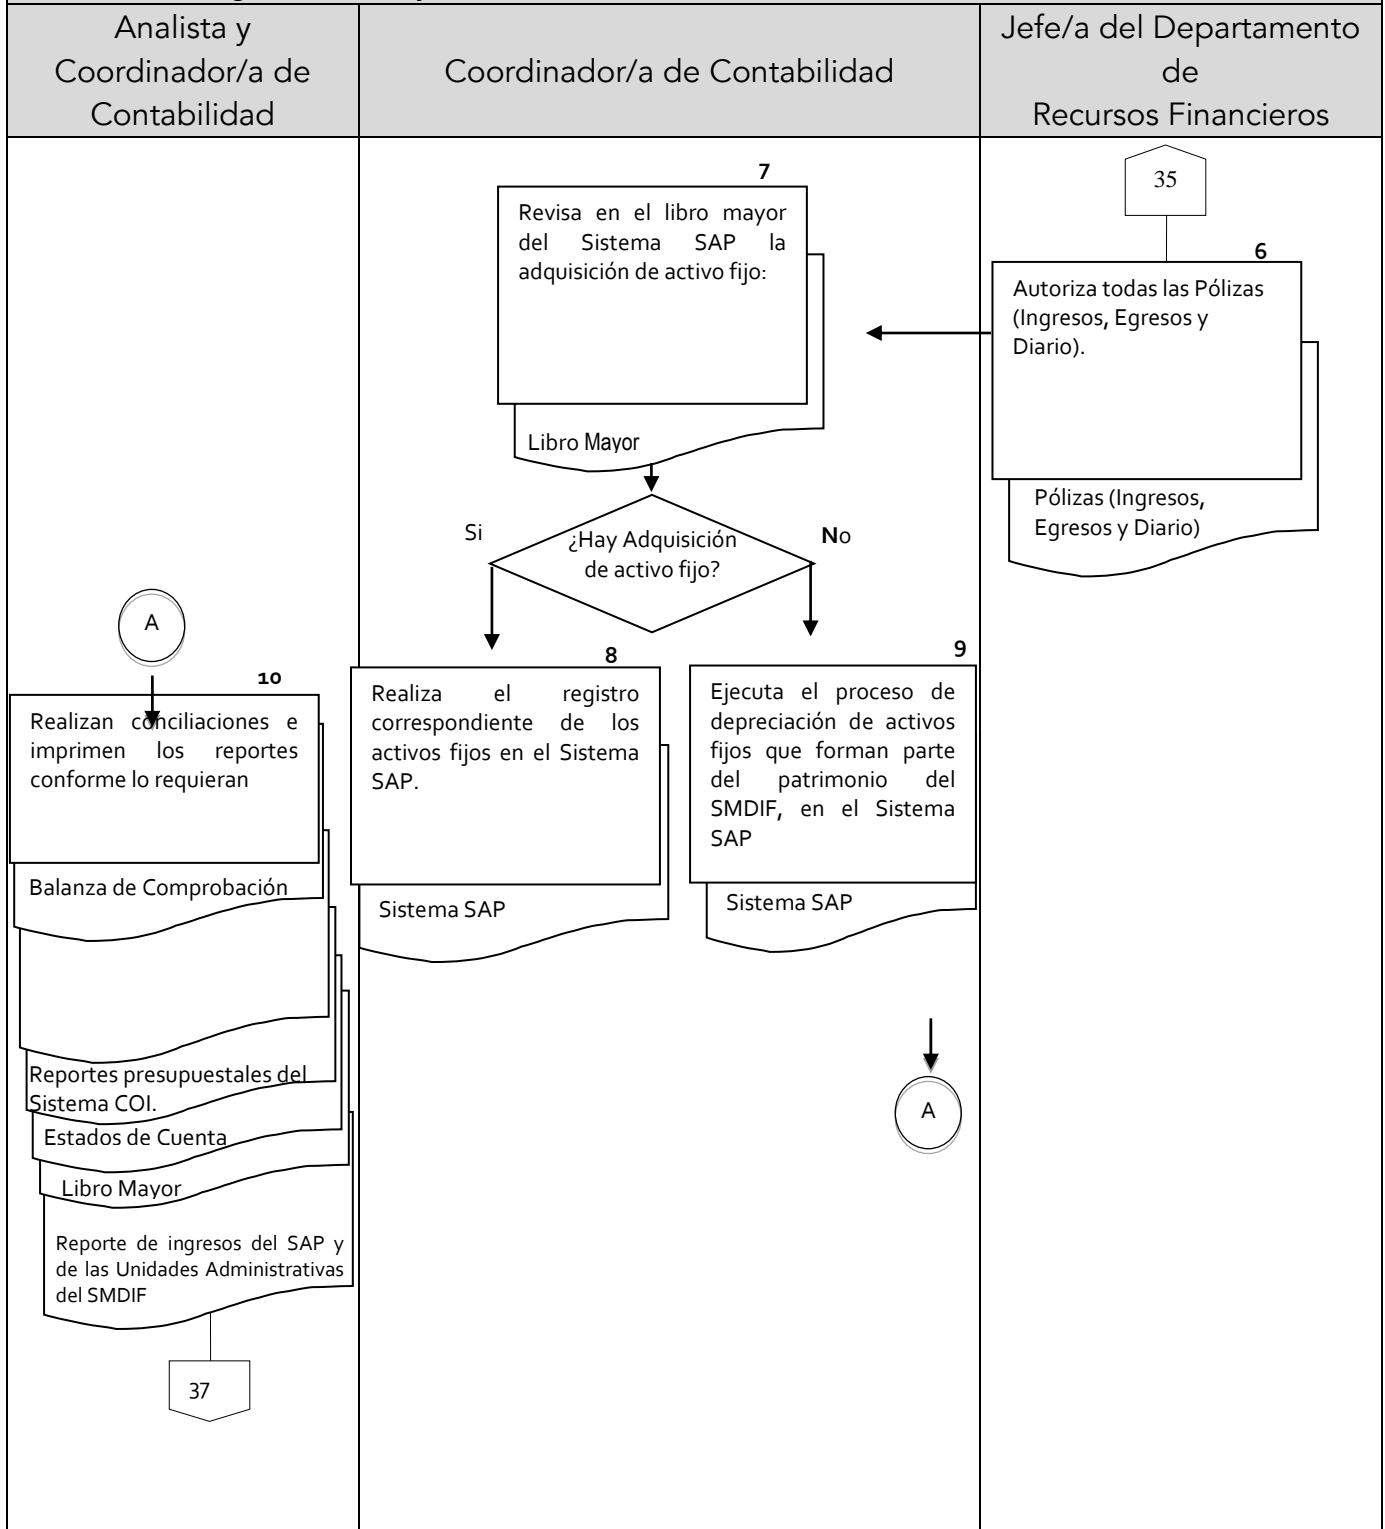 Analista y
Coordinador/a de
Contabilidad
Coordinador/a de Contabilidad
Jefe/a del Departamento
de
Recursos Financieros
35
6
Autoriza todas las Pólizas
(Ingresos, Egresos y
Diario).
Pólizas (Ingresos,
Egresos y Diario)
7
Revisa en el libro mayor
del Sistema SAP la
adquisición de activo fijo:
Libro Mayor
¿Hay Adquisición
de activo fijo?
Si
No
8
Realiza el registro
correspondiente de los
activos fijos en el Sistema
SAP.
Sistema SAP
9
Ejecuta el proceso de
depreciación de activos
fijos que forman parte
del patrimonio del
SMDIF, en el Sistema
SAP
Sistema SAP
A
A
10
Realizan conciliaciones e
imprimen los reportes
conforme lo requieran
Balanza de Comprobación
Reportes presupuestales del
Sistema COI.
Estados de Cuenta
Libro Mayor
Reporte de ingresos del SAP y
de las Unidades Administrativas
del SMDIF
37